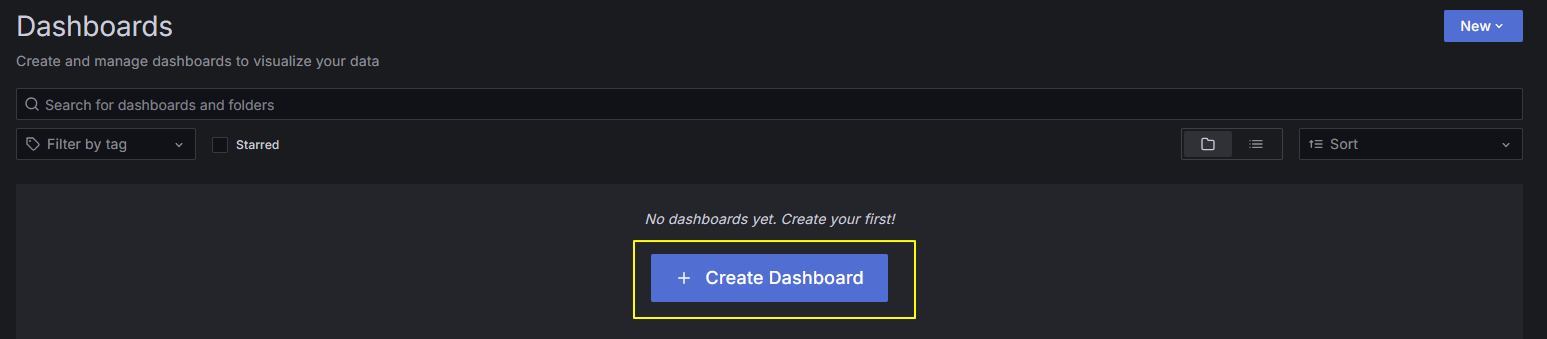 Dashboards
New
Create and manage dashboards to visualize your data
Search for dashboards and folders
Filter by tag
Starred
Sort
No dashboards yet. Create your first!
+ Create Dashboard